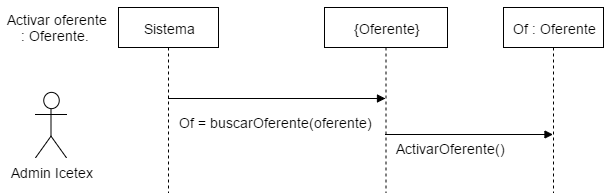 Activar oferente
: Oferente.
Sistema
{Oferente}
Of : Oferente
Of = buscarOferente(oferente)
ActivarOferente()
Admin Icetex